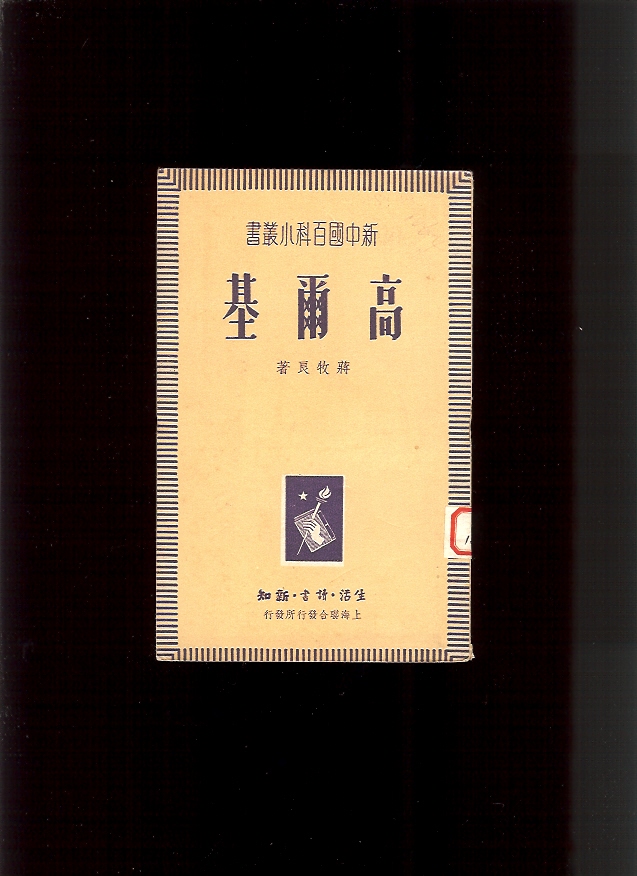 新中國百科小叢書
高爾基
蔣牧良著
生活·讀書·新知
上海聯合發行所發行